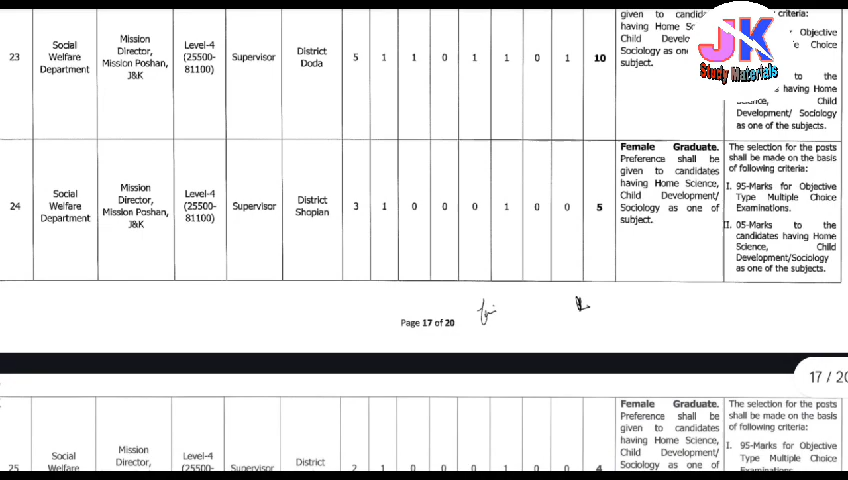 23
Social
Welfare
Department
Mission
Director,
Mission Poshan,
J&K
Level-4
(25500-
81100)
Supervisor
District
Doda
5 1 1 0 1 1 0 1 10
given to
having Home
Child
Sociology as one
subject.
criteria:
Objective
Choice
to the
having Home
Child
Development/ Sociology
as one of the subjects.
JK
Study Materials
24
Social
Welfare
Department
Mission
Director,
Mission Poshan,
J&K
Level-4
(25500-
81100)
Supervisor
District
Shopian
3 1 0 0 0 1 0 0 5
Female Graduate.
Preference shall be
given to candidates
having Home Science,
Child Development/
Sociology as one of
subject.
The selection for the posts
shall be made on the basis
of following criteria:
I. 95-Marks for Objective
Type Multiple Choice
Examinations.
II. 05-Marks to the
candidates having Home
Science, Child
Development/Sociology
as one of the subjects.
Page 17 of 20
17 / 20
25
Social
Welfare
Mission
Director,
Level-4
(25500-
Supervisor
District
2 1 0 0 0 1 0 0 4
Female Graduate.
Preference shall be
given to candidates
having Home Science,
Child Development/
Sociology as one of
The selection for the posts
shall be made on the basis
of following criteria:
I. 95-Marks for Objective
Type Multiple Choice
Examinations.